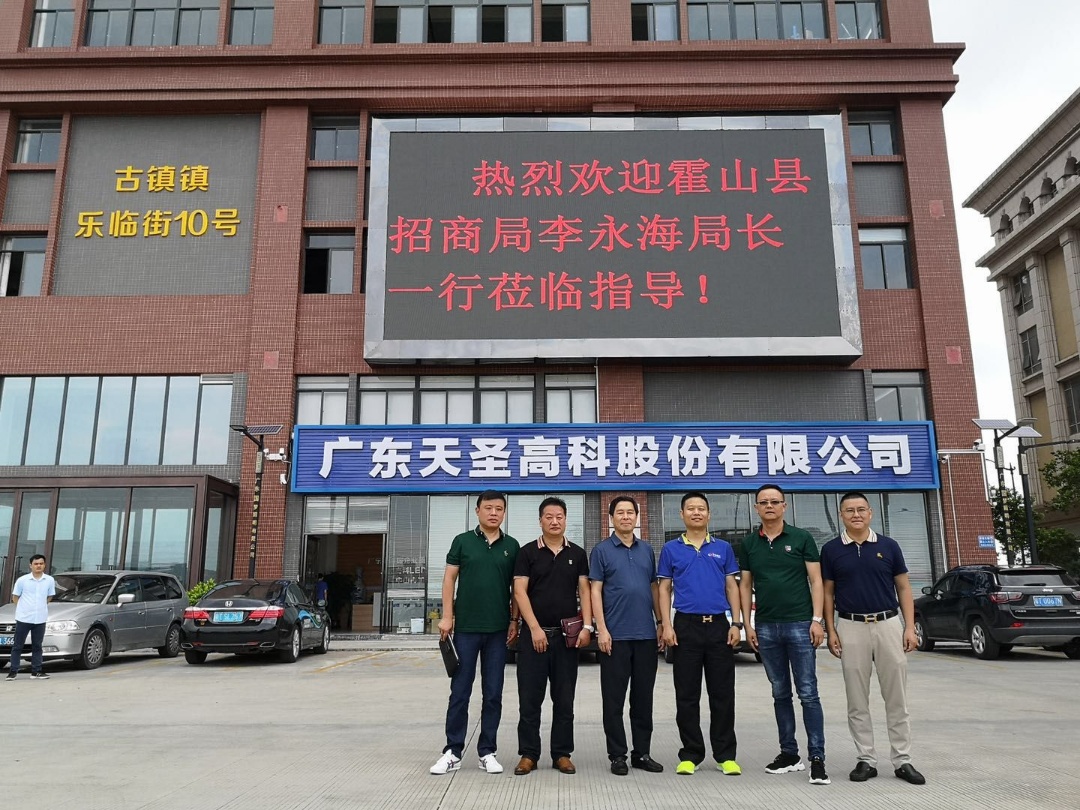 古镇镇
乐临街10号
热烈欢迎霍山县
招商局李永海局长
一行莅临指导！
广东天圣高科股份有限公司